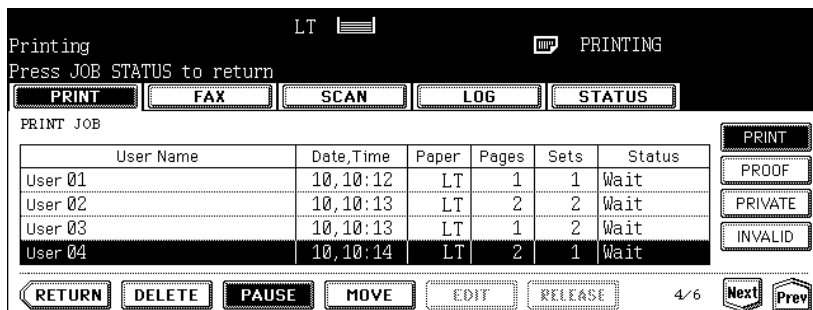 LT
Printing PRINTING
Press JOB STATUS to return
PRINT FAX SCAN LOG STATUS
PRINT JOB
User Name Date,Time Paper Pages Sets Status
User 01 10,10:12 LT 1 1 Wait
User 02 10,10:13 LT 2 2 Wait
User 03 10,10:13 LT 1 2 Wait
User 04 10,10:14 LT 2 1 Wait
PRINT
PROOF
PRIVATE
INVALID
RETURN DELETE PAUSE MOVE EDIT RELEASE 4/6 Next Prev